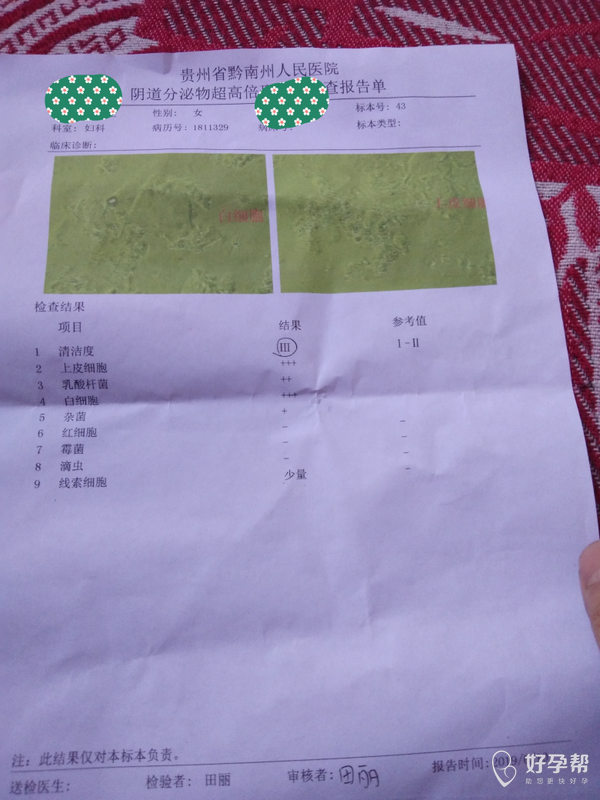 贵州省黔南州人民医院
阴道分泌物超高倍 查报告单
性别: 女 标本号: 43
科室: 妇科 病历号: 1811329 标本类型:
临床诊断:
白细胞
检查结果
项目 结果 参考值
1 清洁度 III I-II
2 上皮细胞 +++
3 乳酸杆菌 ++
4 白细胞 +++
5 杂菌 +
6 红细胞 - -
7 霉菌 - -
8 滴虫 - -
9 线索细胞 少量
注: 此结果仅对本标本负责。
送检医生: 检验者: 田丽 审核者: 田丽 报告时间:
好孕帮
助您更快好孕